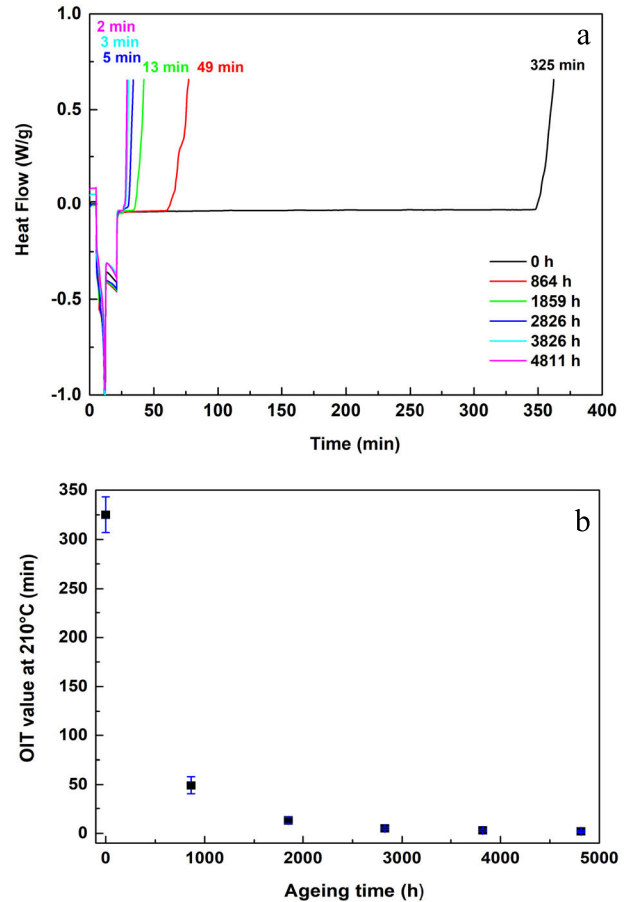 2 min
a
3 min
5 min
13 min 49 min 325 min
1.0
0.5
0.0
-0.5
-1.0
Heat Flow (W/g)
0 h
864 h
1859 h
2826 h
3826 h
4811 h
0 50 100 150 200 250 300 350 400
Time (min)
b
350
300
250
200
150
100
50
0
OIT value at 210°C (min)
0 1000 2000 3000 4000 5000
Ageing time (h)